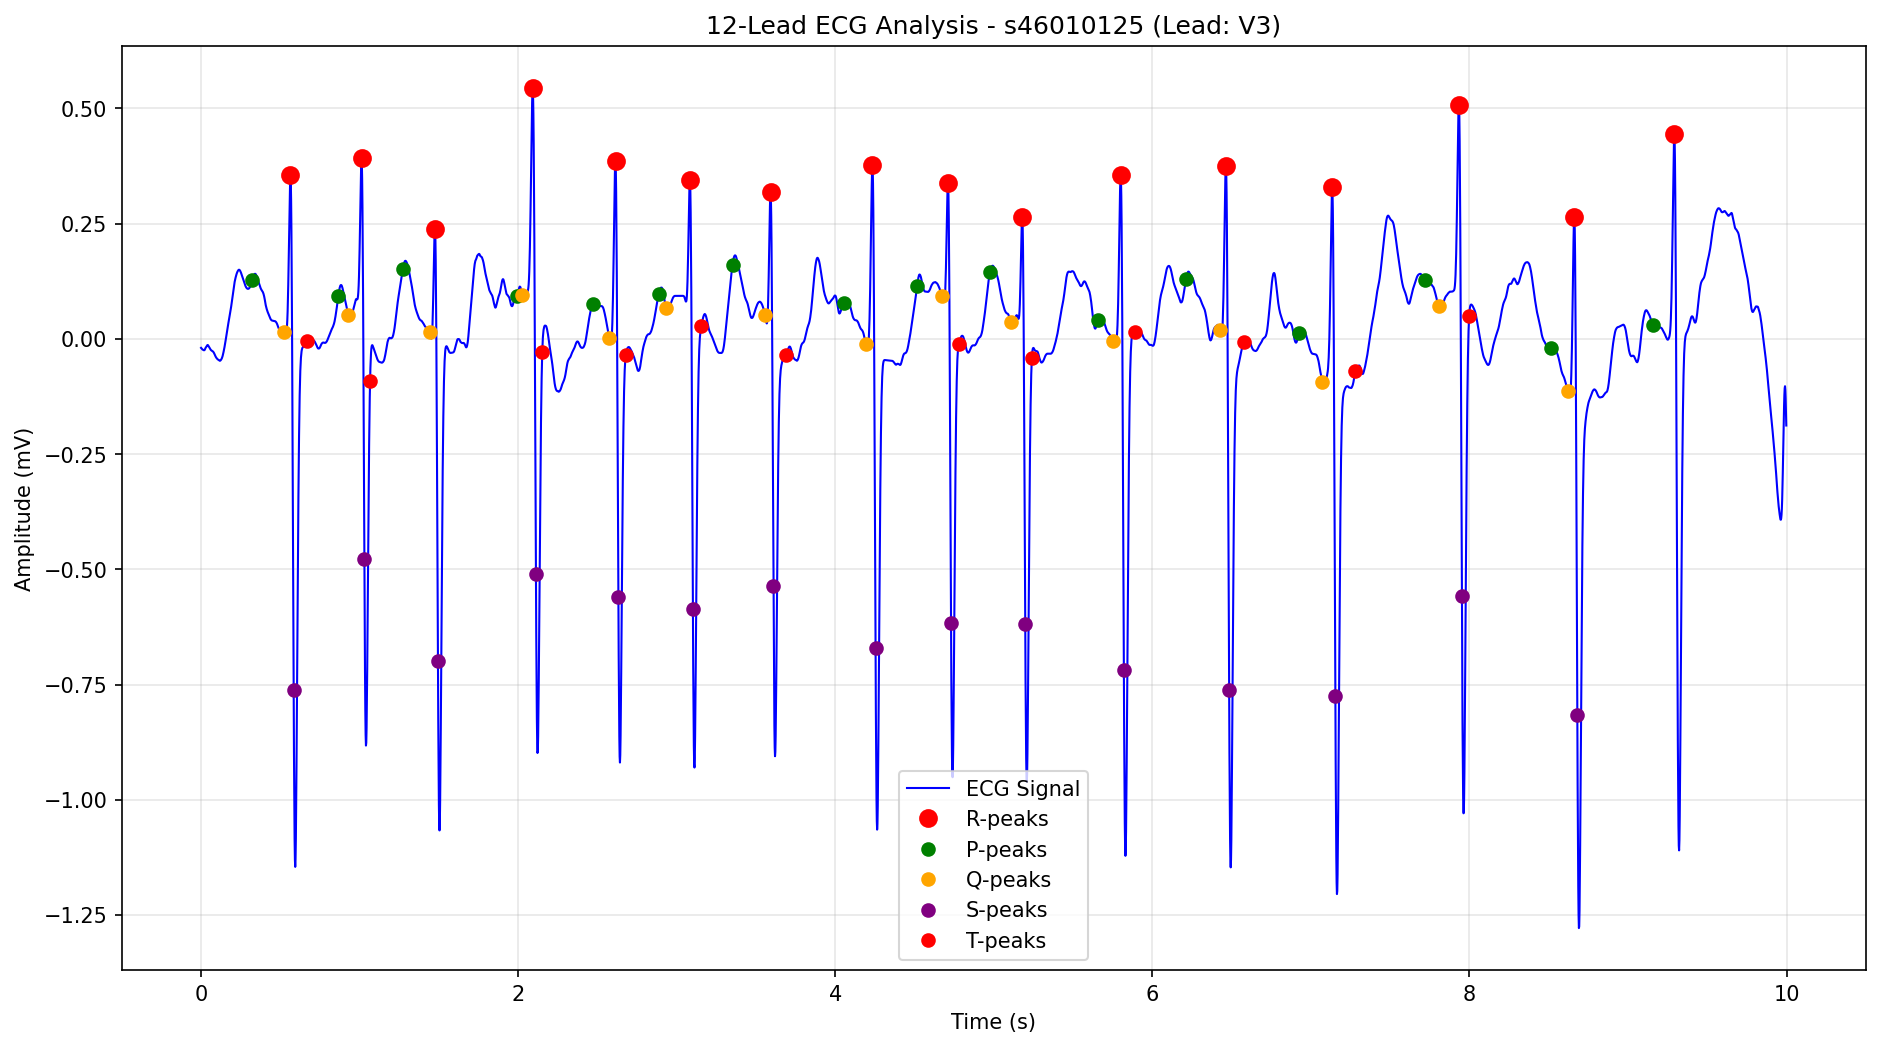 12-Lead ECG Analysis - s46010125 (Lead: V3)
0.50
0.25
0.00
−0.25
−0.50
−0.75
−1.00
−1.25
Amplitude (mV)
ECG Signal
R-peaks
P-peaks
Q-peaks
S-peaks
T-peaks
0 2 4 6 8 10
Time (s)